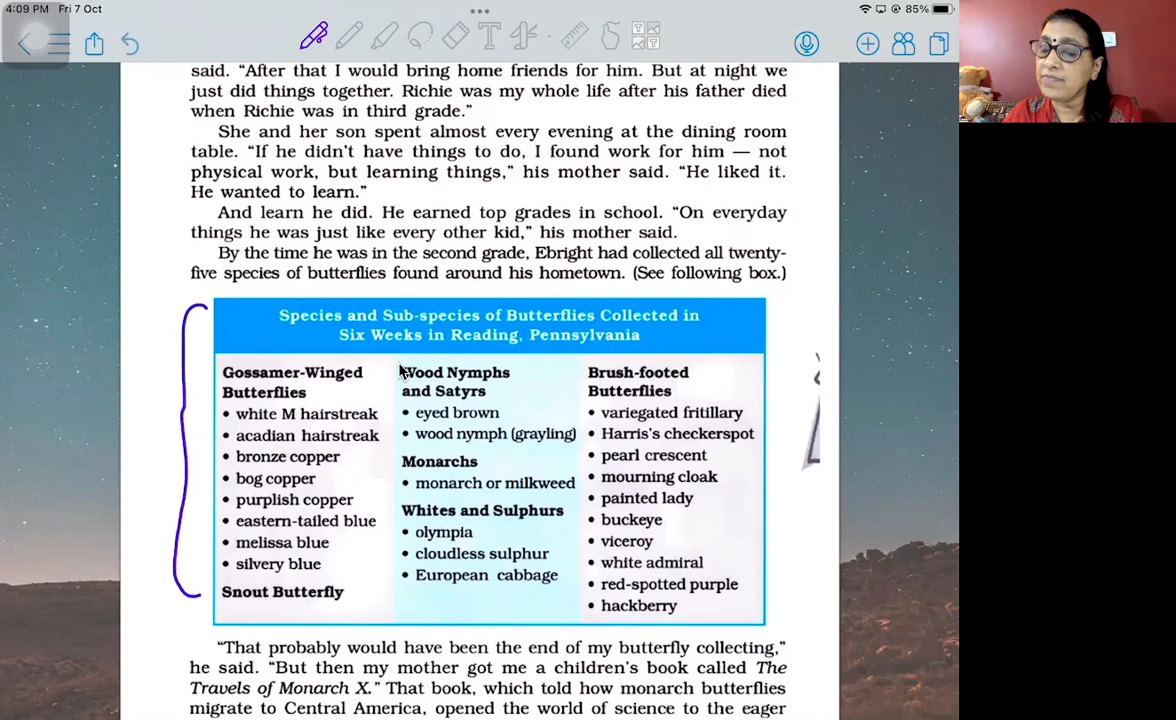 4:09 PM Fri 7 Oct
85%
said. “After that I would bring home friends for him. But at night we
just did things together. Richie was my whole life after his father died
when Richie was in third grade.”
She and her son spent almost every evening at the dining room
table. “If he didn’t have things to do, I found work for him — not
physical work, but learning things,” his mother said. “He liked it.
He wanted to learn.”
And learn he did. He earned top grades in school. “On everyday
things he was just like every other kid,” his mother said.
By the time he was in the second grade, Ebright had collected all twenty-
five species of butterflies found around his hometown. (See following box.)
Species and Sub-species of Butterflies Collected in
Six Weeks in Reading, Pennsylvania
Gossamer-Winged
Butterflies
• white M hairstreak
• acadian hairstreak
• bronze copper
• bog copper
• purplish copper
• eastern-tailed blue
• melissa blue
• silvery blue
Snout Butterfly
Wood Nymphs
and Satyrs
• eyed brown
• wood nymph (grayling)
Monarchs
• monarch or milkweed
Whites and Sulphurs
• olympia
• cloudless sulphur
• European cabbage
Brush-footed
Butterflies
• variegated fritillary
• Harris’s checkerspot
• pearl crescent
• mourning cloak
• painted lady
• buckeye
• viceroy
• white admiral
• red-spotted purple
• hackberry
“That probably would have been the end of my butterfly collecting,”
he said. “But then my mother got me a children’s book called The
Travels of Monarch X.” That book, which told how monarch butterflies
migrate to Central America, opened the world of science to the eager